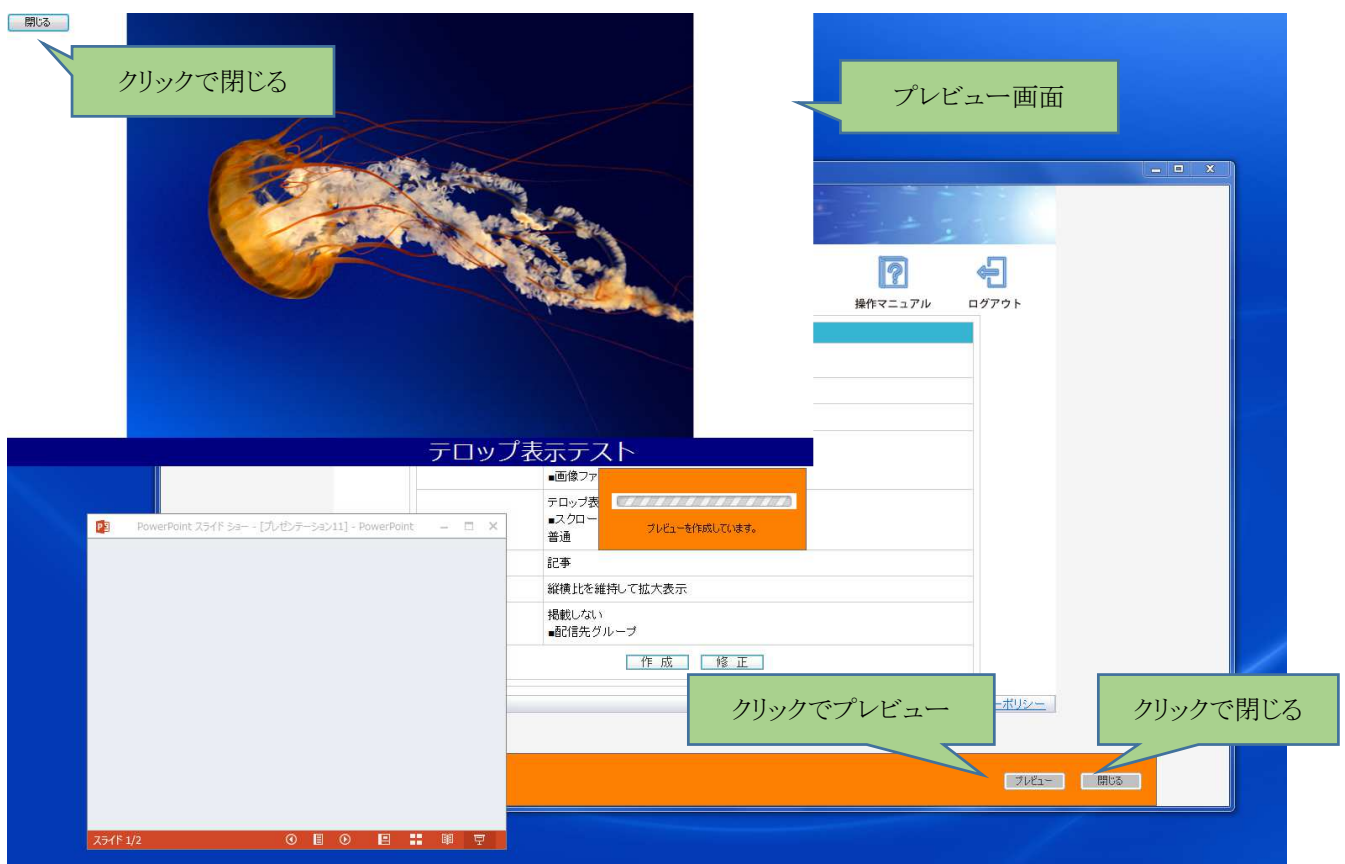 閉じる
クリックで閉じる
プレビュー画面
操作マニュアル
ログアウト
テロップ表示テスト
■画像ファ
テロップ表
■スクロー
普通
プレビューを作成しています。
PowerPoint スライド ショー - [プレゼンテーション11] - PowerPoint
記事
縦横比を維持して拡大表示
掲載しない
■配信先グループ
作 成
修 正
クリックでプレビュー
ーポリシー
クリックで閉じる
プレビュー
閉じる
スライド 1/2